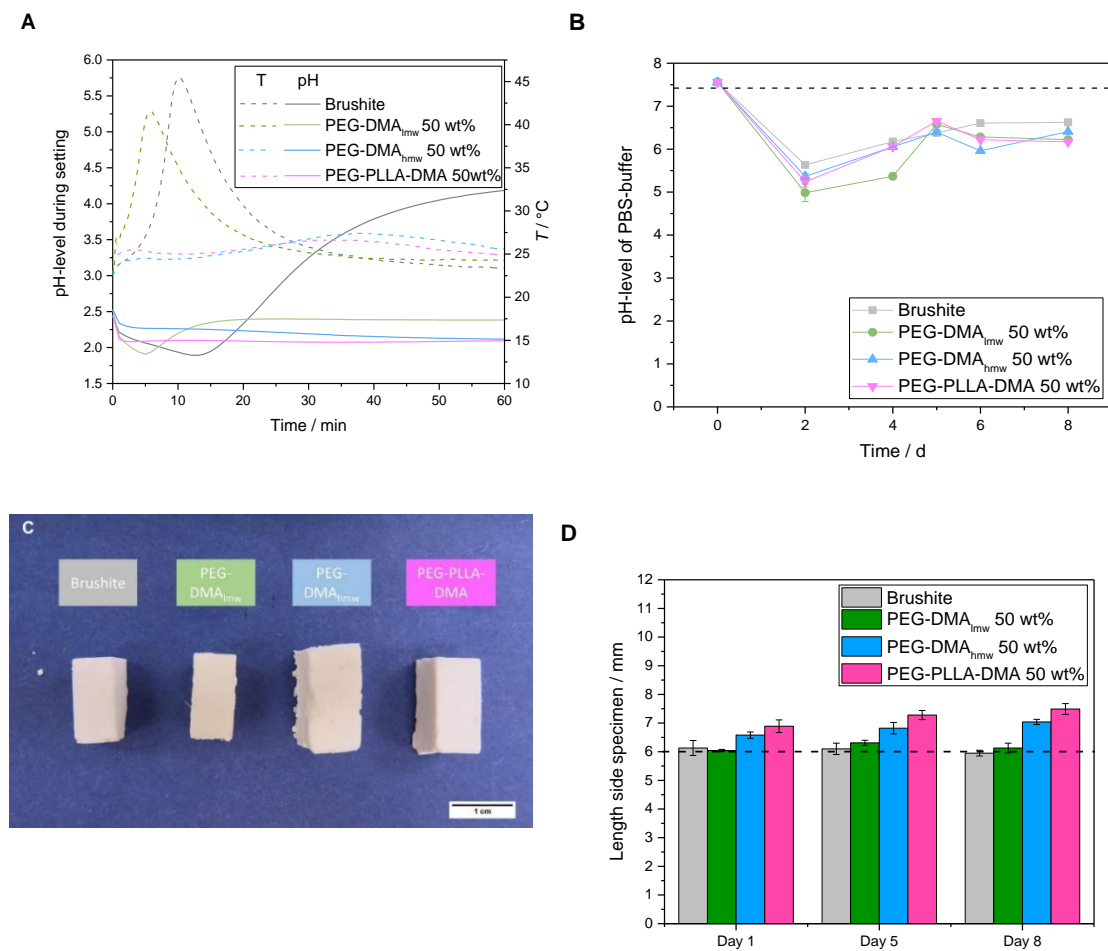 A
pH-level during setting
6.0
5.5
5.0
4.5
4.0
3.5
3.0
2.5
2.0
1.5
T pH
Brushite
PEG-DMAlmw 50 wt%
PEG-DMAhmw 50 wt%
PEG-PLLA-DMA 50wt%
45
40
35
30
25
20
15
10
T / °C
0 10 20 30 40 50 60
Time / min
B
pH-level of PBS-buffer
8
7
6
5
4
3
2
1
0
Brushite
PEG-DMAlmw 50 wt%
PEG-DMAhmw 50 wt%
PEG-PLLA-DMA 50 wt%
0 2 4 6 8
Time / d
C
Brushite
PEG-
DMAlmw
PEG-
DMAhmw
PEG-PLLA-
DMA
1 cm
D
Length side specimen / mm
12
11
10
9
8
7
6
5
4
3
2
1
0
Brushite
PEG-DMAlmw 50 wt%
PEG-DMAhmw 50 wt%
PEG-PLLA-DMA 50 wt%
Day 1 Day 5 Day 8